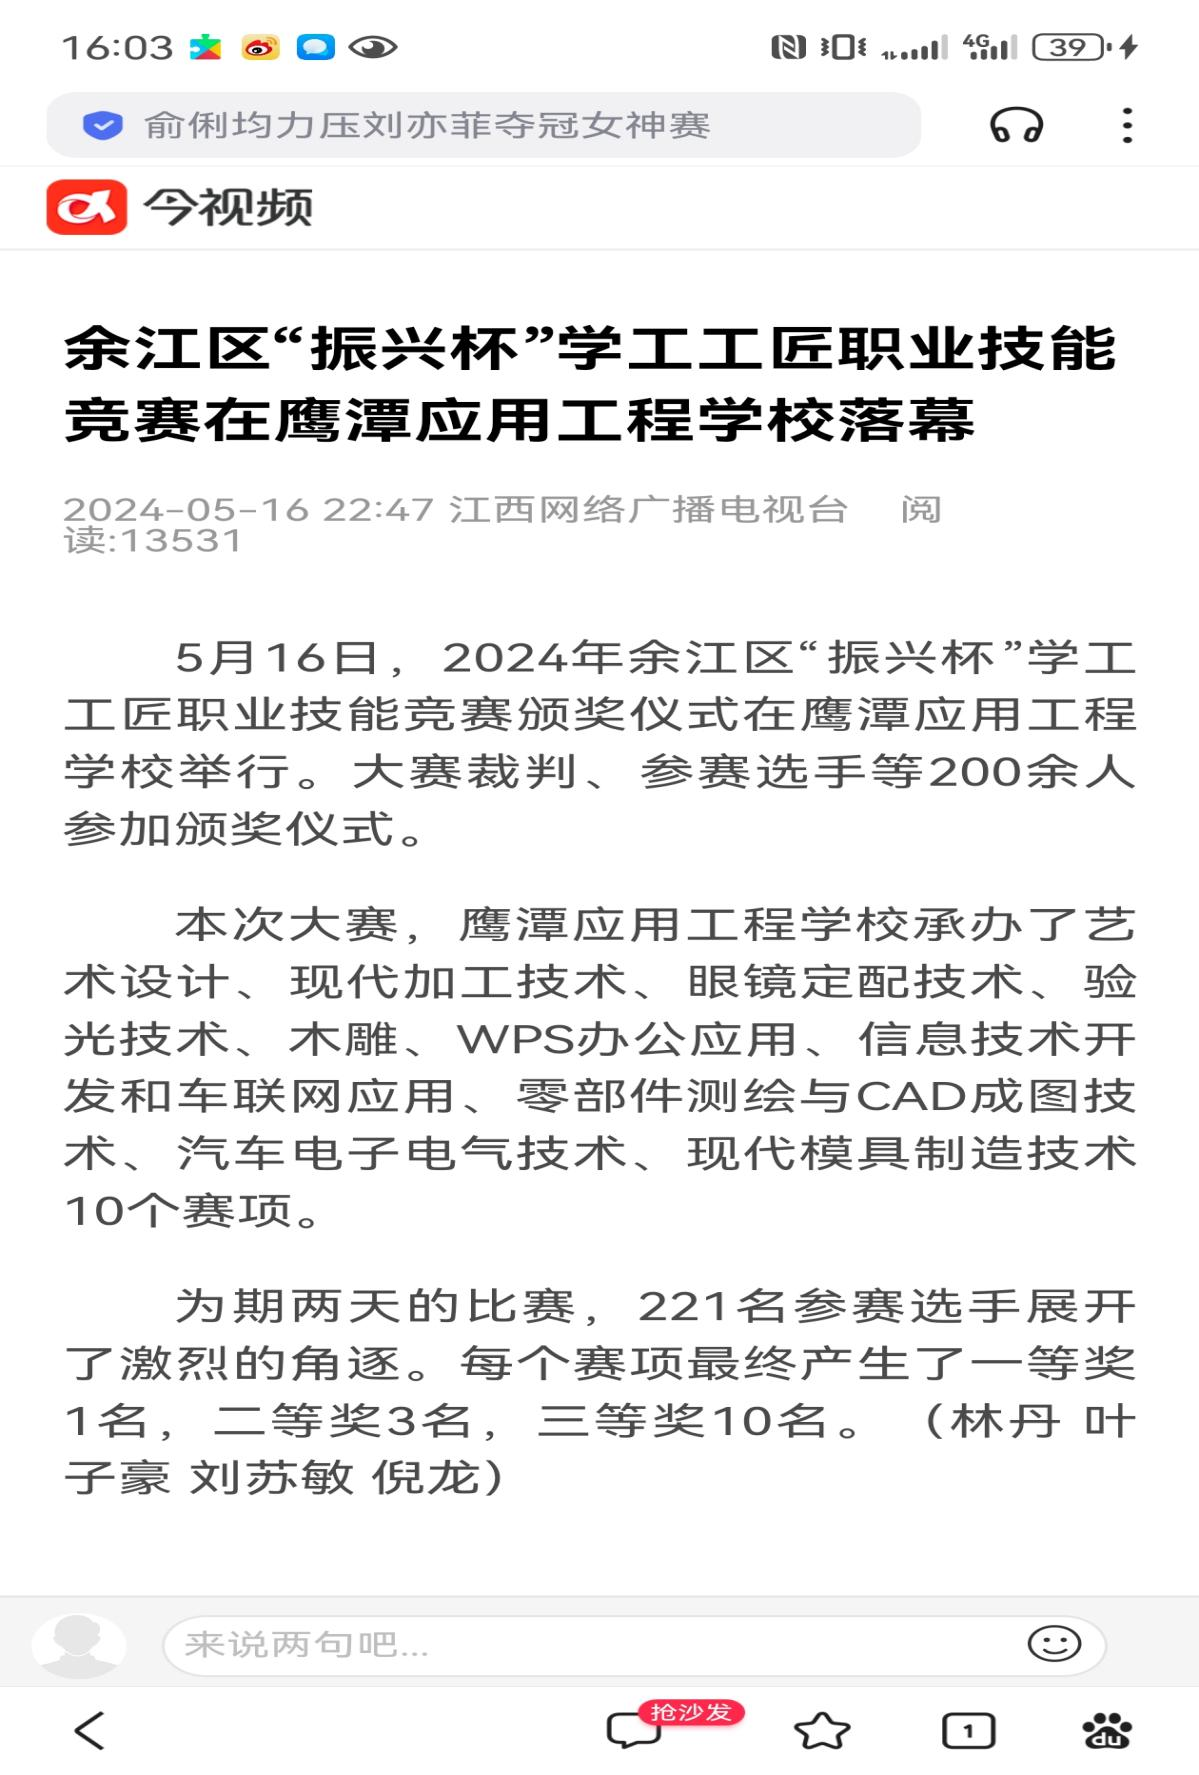 16:03
4G 39
俞俐均力压刘亦菲夺冠女神赛
今视频
余江区“振兴杯”学工工匠职业技能
竞赛在鹰潭应用工程学校落幕
2024-05-16 22:47 江西网络广播电视台 阅
读:13531
5月16日，2024年余江区“振兴杯”学工
工匠职业技能竞赛颁奖仪式在鹰潭应用工程
学校举行。大赛裁判、参赛选手等200余人
参加颁奖仪式。
本次大赛，鹰潭应用工程学校承办了艺
术设计、现代加工技术、眼镜定配技术、验
光技术、木雕、WPS办公应用、信息技术开
发和车联网应用、零部件测绘与CAD成图技
术、汽车电子电气技术、现代模具制造技术
10个赛项。
为期两天的比赛，221名参赛选手展开
了激烈的角逐。每个赛项最终产生了一等奖
1名，二等奖3名，三等奖10名。（林丹 叶
子豪 刘苏敏 倪龙）
来说两句吧...
抢沙发
1
du